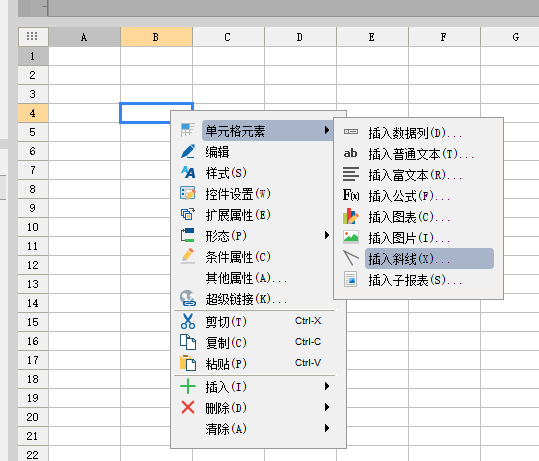 A B C D E F G
1
2
3
4
5
6
7
8
9
10
11
12
13
14
15
16
17
18
19
20
21
22
单元格元素
编辑
样式(S)
控件设置(W)
扩展属性(E)
形态(P)
条件属性(C)
其他属性(A)...
超级链接(K)...
剪切(T) Ctrl-X
复制(C) Ctrl-C
粘贴(P) Ctrl-V
插入(I)
删除(D)
清除(A)
插入数据列(D)...
ab 插入普通文本(T)...
插入富文本(R)...
F(x) 插入公式(F)...
插入图表(C)...
插入图片(I)...
插入斜线(X)...
插入子报表(S)...